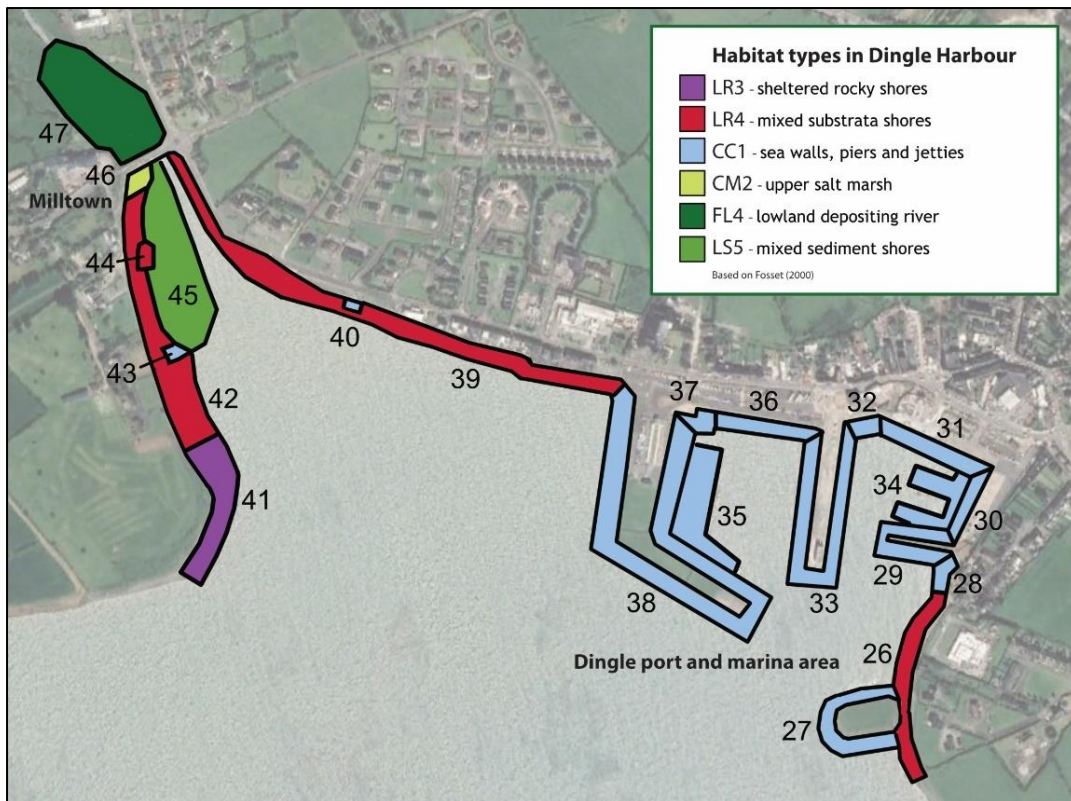 Habitat types in Dingle Harbour
LR3 - sheltered rocky shores
LR4 - mixed substrata shores
CC1 - sea walls, piers and jetties
CM2 - upper salt marsh
FL4 - lowland depositing river
LS5 - mixed sediment shores
Based on Fosset (2000)
47
46
Milltown
44
45
43
42
41
40
39
37
36
32
31
34
30
35
29
28
38
33
26
Dingle port and marina area
27